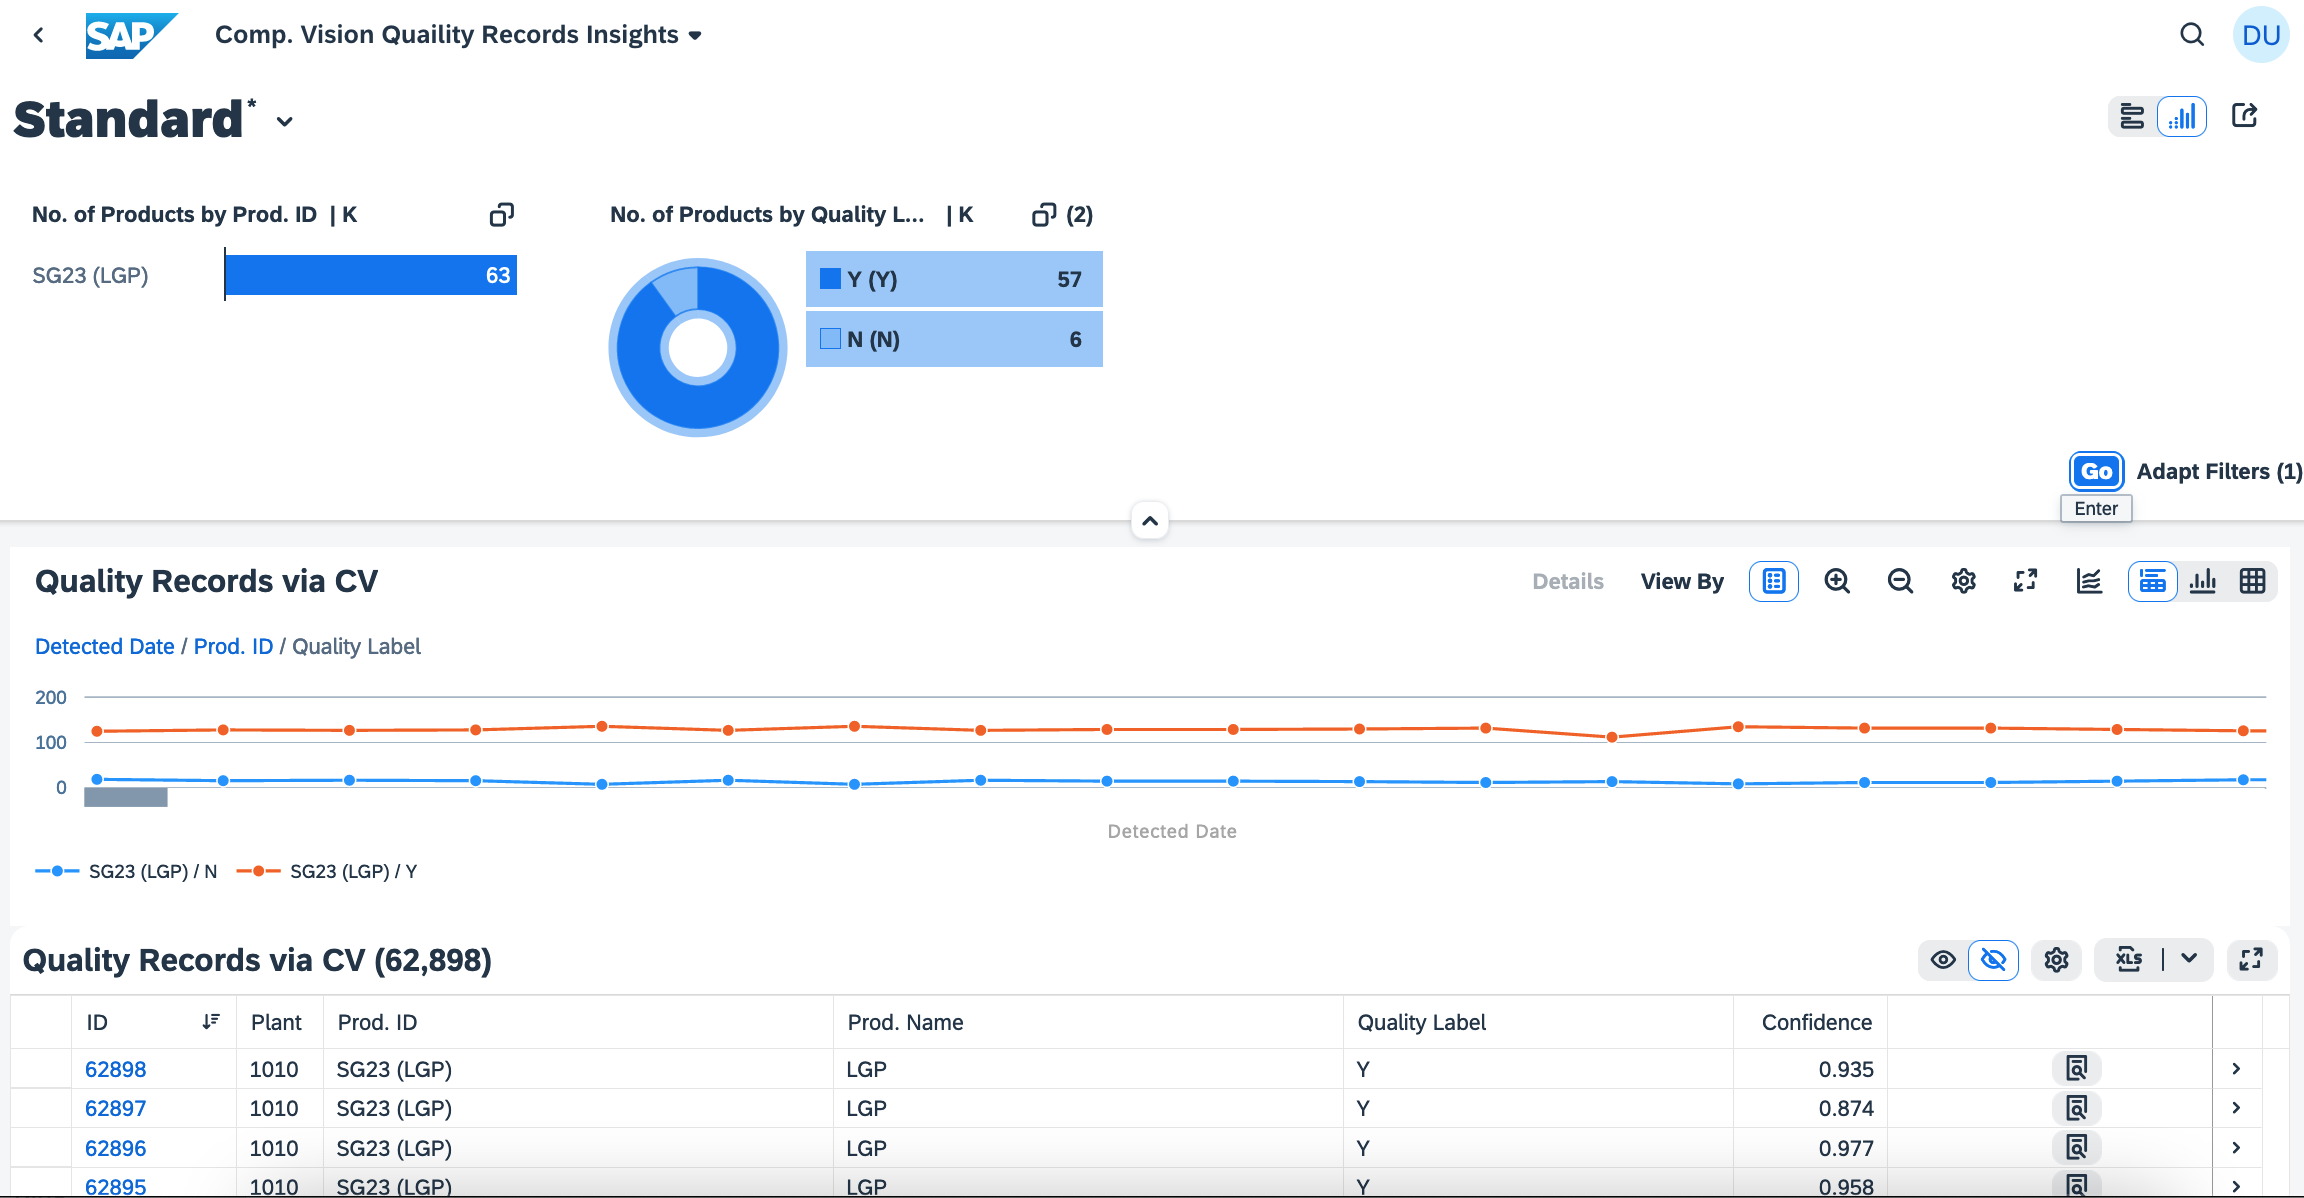 SAP Comp. Vision Quaility Records Insights
DU
Standard*
No. of Products by Prod. ID | K
SG23 (LGP) 63
No. of Products by Quality L... | K (2)
Y (Y) 57
N (N) 6
Go Adapt Filters (1)
Enter
Quality Records via CV
Details View By
Detected Date / Prod. ID / Quality Label
200
100
0
Detected Date
SG23 (LGP) / N SG23 (LGP) / Y
Quality Records via CV (62,898)
XLS
ID Plant Prod. ID Prod. Name Quality Label Confidence
62898 1010 SG23 (LGP) LGP Y 0.935
62897 1010 SG23 (LGP) LGP Y 0.874
62896 1010 SG23 (LGP) LGP Y 0.977
62895 1010 SG23 (LGP) LGP Y 0.958